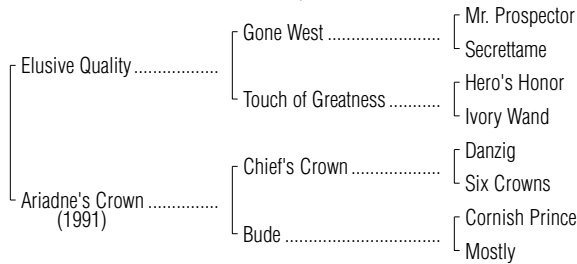 Mr. Prospector
Gone West ......................
Secrettame
Elusive Quality .................
Hero's Honor
Touch of Greatness ..........
Ivory Wand
Danzig
Chief's Crown .................
Six Crowns
Ariadne's Crown ..............
(1991)
Cornish Prince
Bude ..............................
Mostly